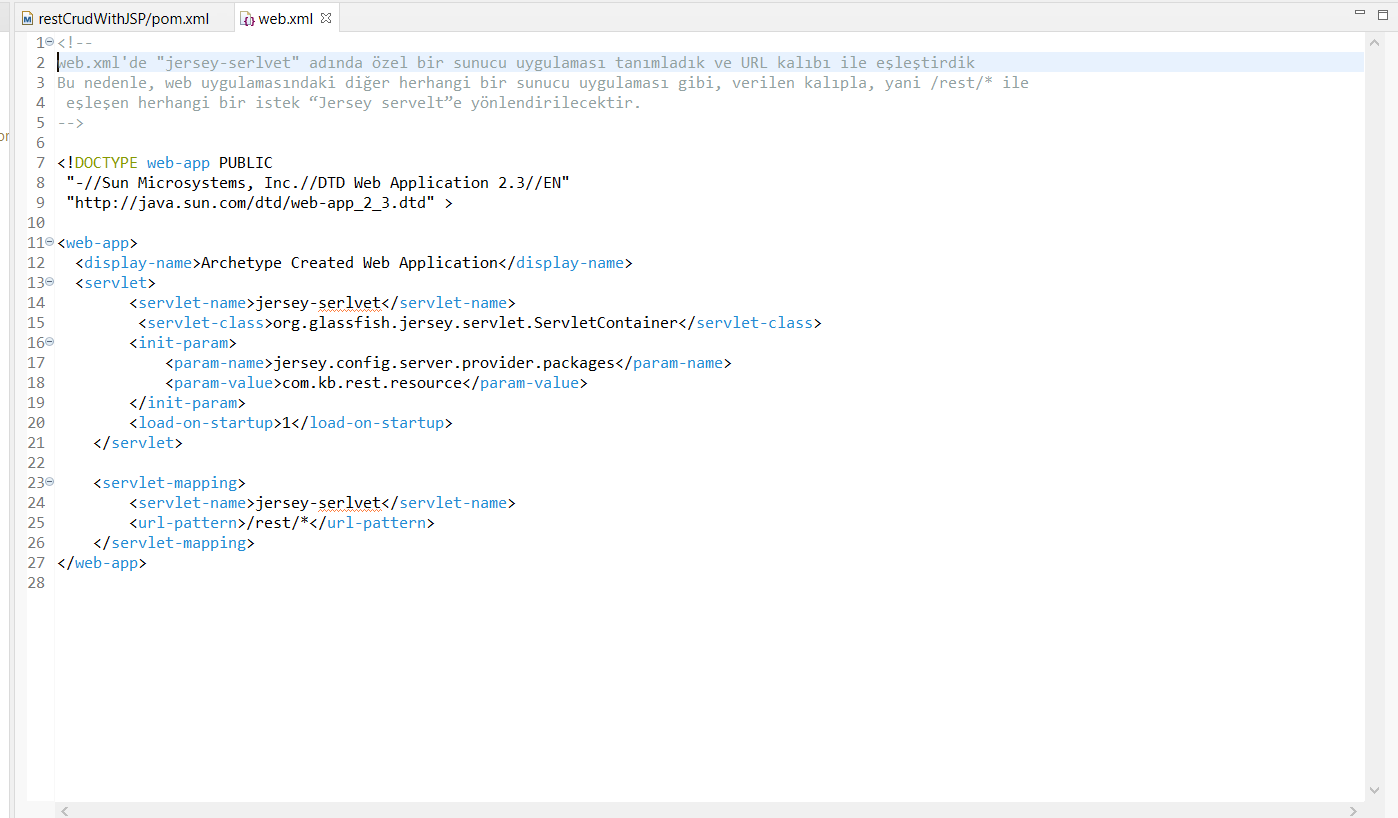 restCrudWithJSP/pom.xml web.xml
1 <!--
2 web.xml'de "jersey-serlvet" adında özel bir sunucu uygulaması tanımladık ve URL kalıbı ile eşleştirdik
3 Bu nedenle, web uygulamasındaki diğer herhangi bir sunucu uygulaması gibi, verilen kalıpla, yani /rest/* ile
4 eşleşen herhangi bir istek “Jersey servelt”e yönlendirilecektir.
5 -->
6
7 <!DOCTYPE web-app PUBLIC
8 "-//Sun Microsystems, Inc.//DTD Web Application 2.3//EN"
9 "http://java.sun.com/dtd/web-app_2_3.dtd" >
10
11 <web-app>
12 <display-name>Archetype Created Web Application</display-name>
13 <servlet>
14 <servlet-name>jersey-serlvet</servlet-name>
15 <servlet-class>org.glassfish.jersey.servlet.ServletContainer</servlet-class>
16 <init-param>
17 <param-name>jersey.config.server.provider.packages</param-name>
18 <param-value>com.kb.rest.resource</param-value>
19 </init-param>
20 <load-on-startup>1</load-on-startup>
21 </servlet>
22
23 <servlet-mapping>
24 <servlet-name>jersey-serlvet</servlet-name>
25 <url-pattern>/rest/*</url-pattern>
26 </servlet-mapping>
27 </web-app>
28